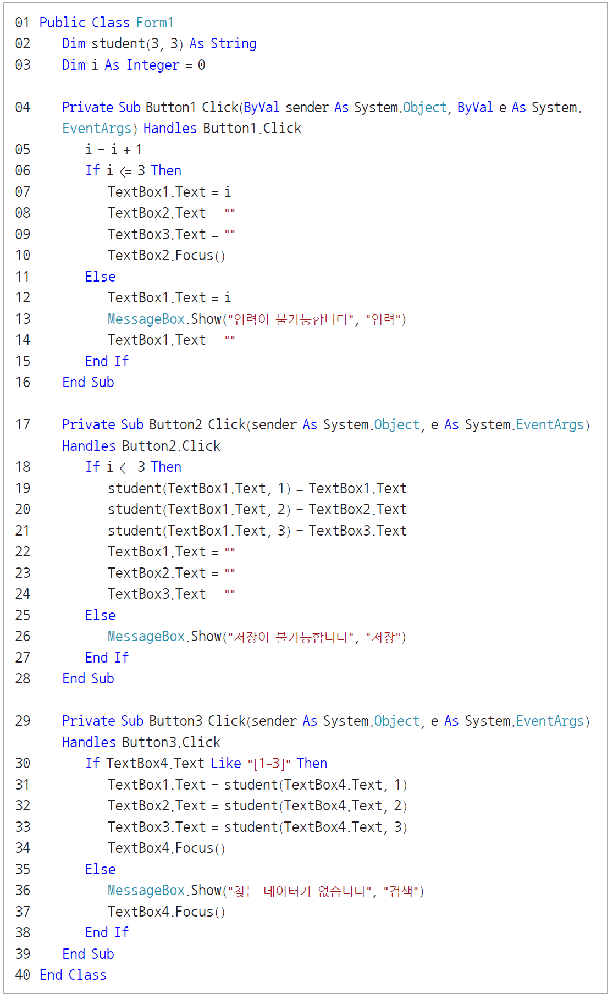 01 Public Class Form1
02 Dim student(3, 3) As String
03 Dim i As Integer = 0
04 Private Sub Button1_Click(ByVal sender As System.Object, ByVal e As System.
EventArgs) Handles Button1.Click
05 i = i + 1
06 If i <= 3 Then
07 TextBox1.Text = i
08 TextBox2.Text = ""
09 TextBox3.Text = ""
10 TextBox2.Focus()
11 Else
12 TextBox1.Text = i
13 MessageBox.Show("입력이 불가능합니다", "입력")
14 TextBox1.Text = ""
15 End If
16 End Sub
17 Private Sub Button2_Click(sender As System.Object, e As System.EventArgs)
Handles Button2.Click
18 If i <= 3 Then
19 student(TextBox1.Text, 1) = TextBox1.Text
20 student(TextBox1.Text, 2) = TextBox2.Text
21 student(TextBox1.Text, 3) = TextBox3.Text
22 TextBox1.Text = ""
23 TextBox2.Text = ""
24 TextBox3.Text = ""
25 Else
26 MessageBox.Show("저장이 불가능합니다", "저장")
27 End If
28 End Sub
29 Private Sub Button3_Click(sender As System.Object, e As System.EventArgs)
Handles Button3.Click
30 If TextBox4.Text Like "[1-3]" Then
31 TextBox1.Text = student(TextBox4.Text, 1)
32 TextBox2.Text = student(TextBox4.Text, 2)
33 TextBox3.Text = student(TextBox4.Text, 3)
34 TextBox4.Focus()
35 Else
36 MessageBox.Show("찾는 데이터가 없습니다", "검색")
37 TextBox4.Focus()
38 End If
39 End Sub
40 End Class